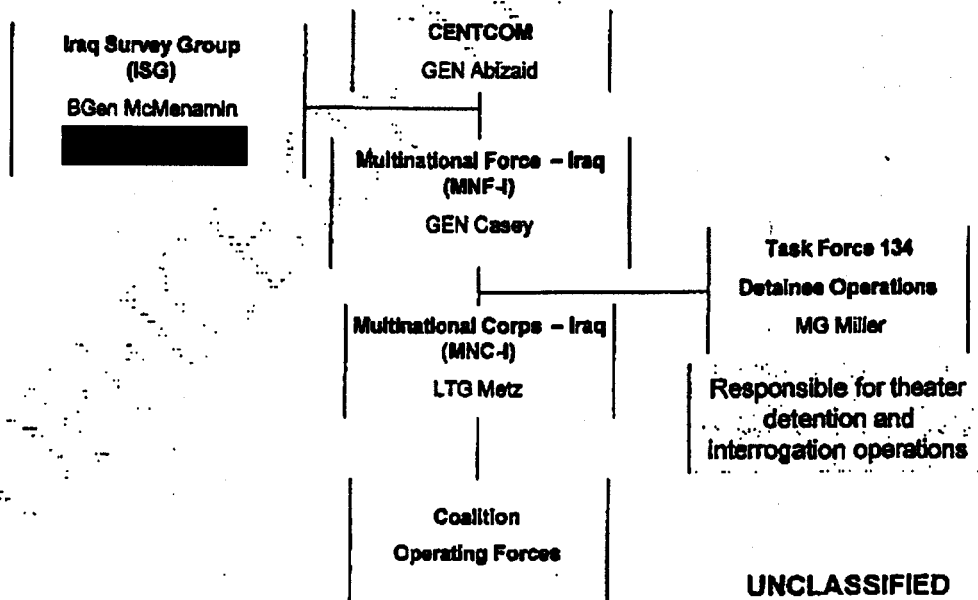 Iraq Survey Group
(ISG)
BGen McMenamin
CENTCOM
GEN Abizaid
Multinational Force – Iraq
(MNF-I)
GEN Casey
Task Force 134
Detainee Operations
MG Miller
Multinational Corps – Iraq
(MNC-I)
LTG Metz
Responsible for theater
detention and
interrogation operations
Coalition
Operating Forces
UNCLASSIFIED